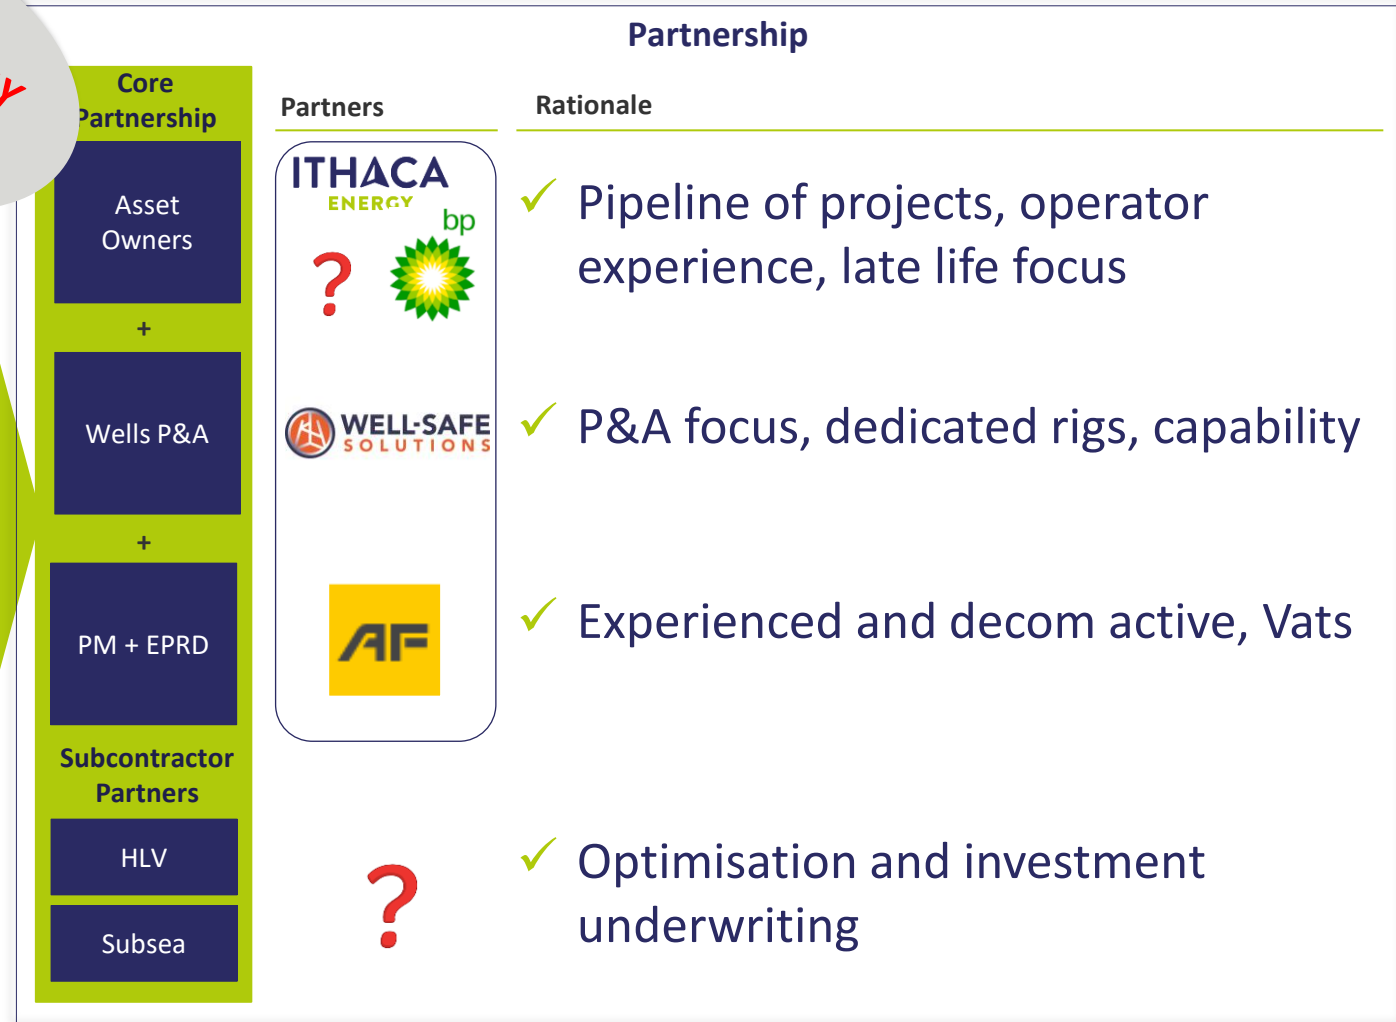 Partnership
Core
Partnership
Partners
Rationale
Asset
Owners
ITHACA
ENERGY
bp
?
Pipeline of projects, operator
experience, late life focus
+
Wells P&A
WELL-SAFE
SOLUTIONS
P&A focus, dedicated rigs, capability
+
PM + EPRD
AF
Experienced and decom active, Vats
Subcontractor
Partners
HLV
Subsea
?
Optimisation and investment
underwriting